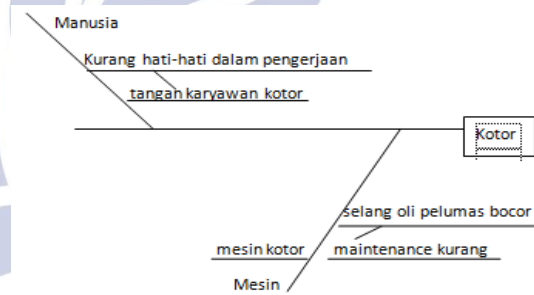 Manusia
Kurang hati-hati dalam pengerjaan
tangan karyawan kotor
Kotor
selang oli pelumas bocor
mesin kotor
maintenance kurang
Mesin